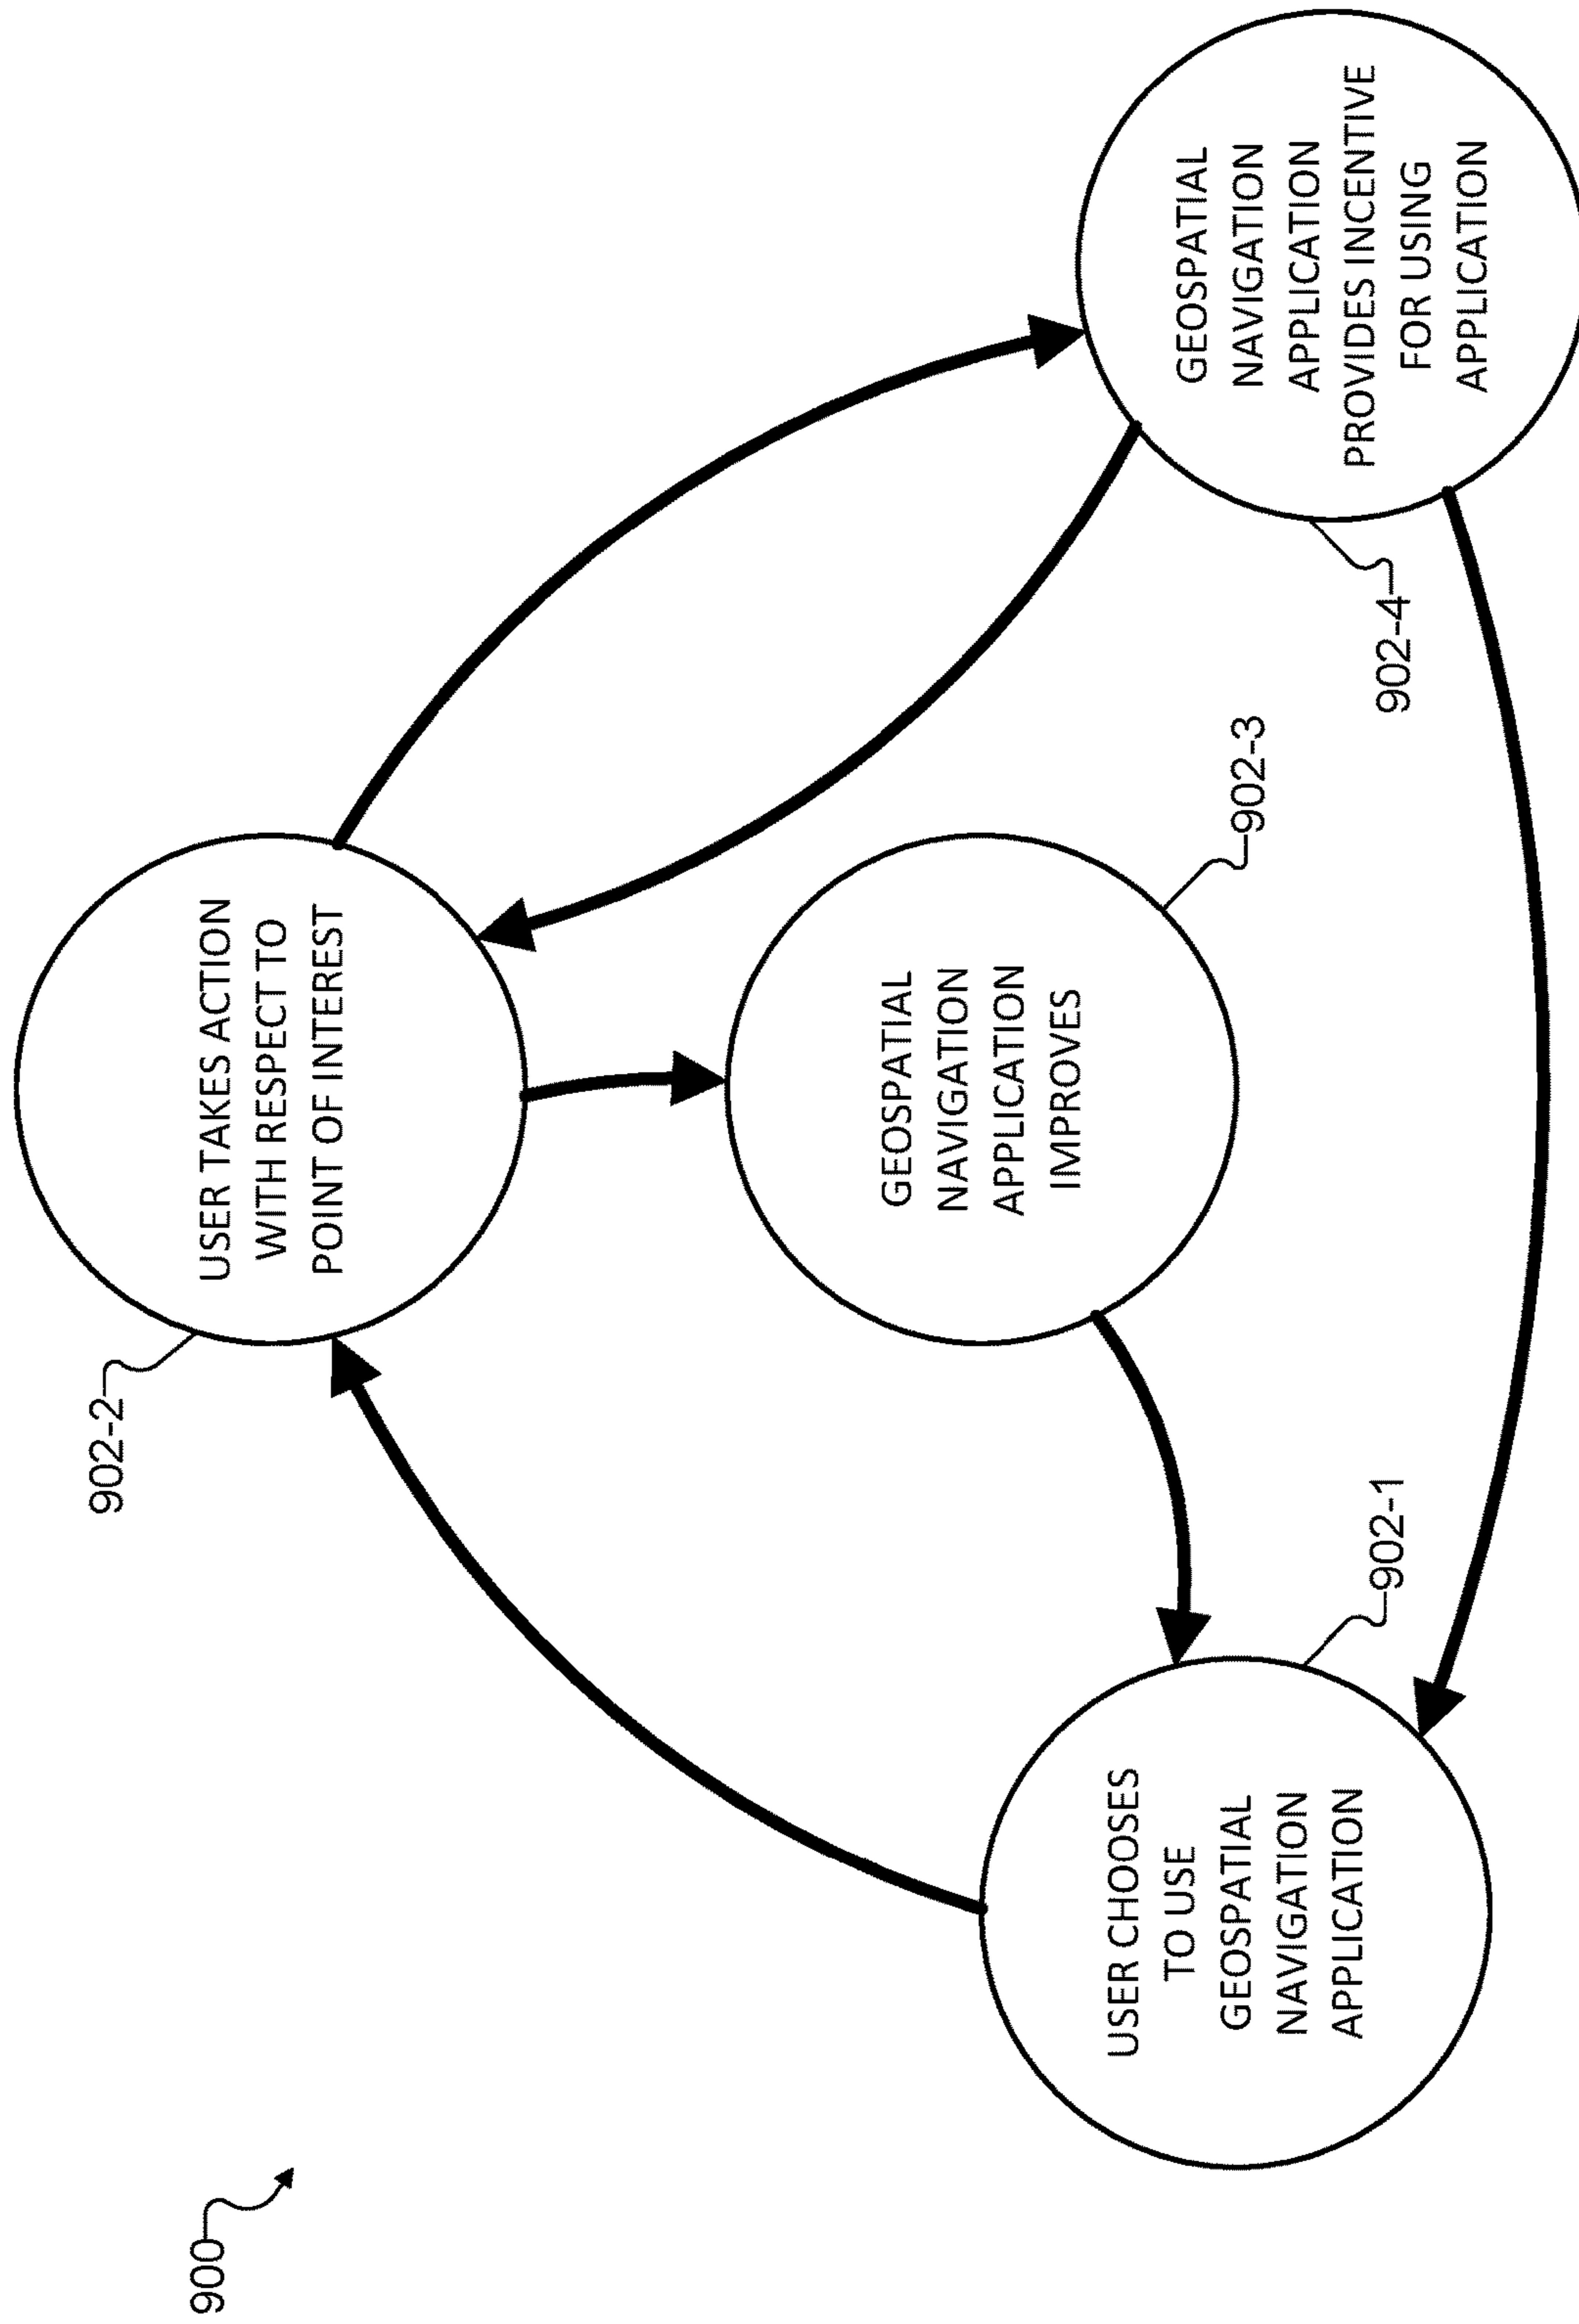 900
902-2
USER TAKES ACTION
WITH RESPECT TO
POINT OF INTEREST
GEOSPATIAL
NAVIGATION
APPLICATION
IMPROVES
902-3
USER CHOOSES
TO USE
GEOSPATIAL
NAVIGATION
APPLICATION
902-1
GEOSPATIAL
NAVIGATION
APPLICATION
PROVIDES INCENTIVE
FOR USING
APPLICATION
902-4